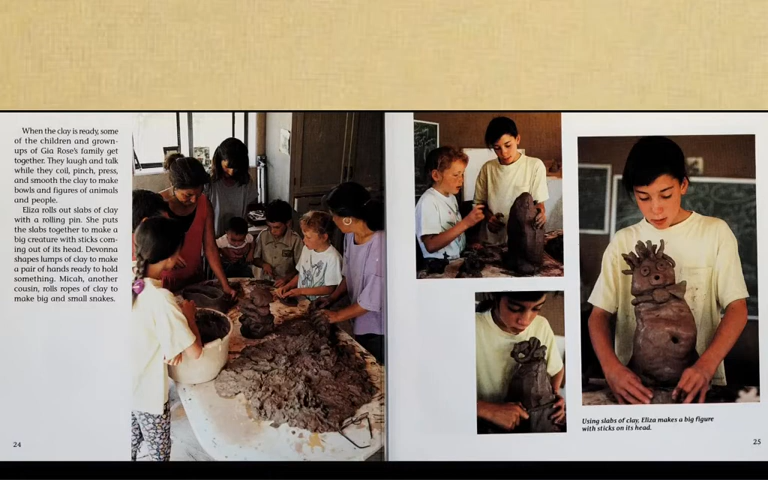 When the clay is ready, some
of the children and grown-
ups of Gia Rose's family get
together. They laugh and talk
while they coil, pinch, press,
and smooth the clay to make
bowls and figures of animals
and people.
Eliza rolls out slabs of clay
with a rolling pin. She puts
the slabs together to make a
big creature with sticks com-
ing out of its head. Devonna
shapes lumps of clay to make
a pair of hands ready to hold
something. Micah, another
cousin, rolls ropes of clay to
make big and small snakes.
24
Using slabs of clay, Eliza makes a big figure
with sticks on its head.
25